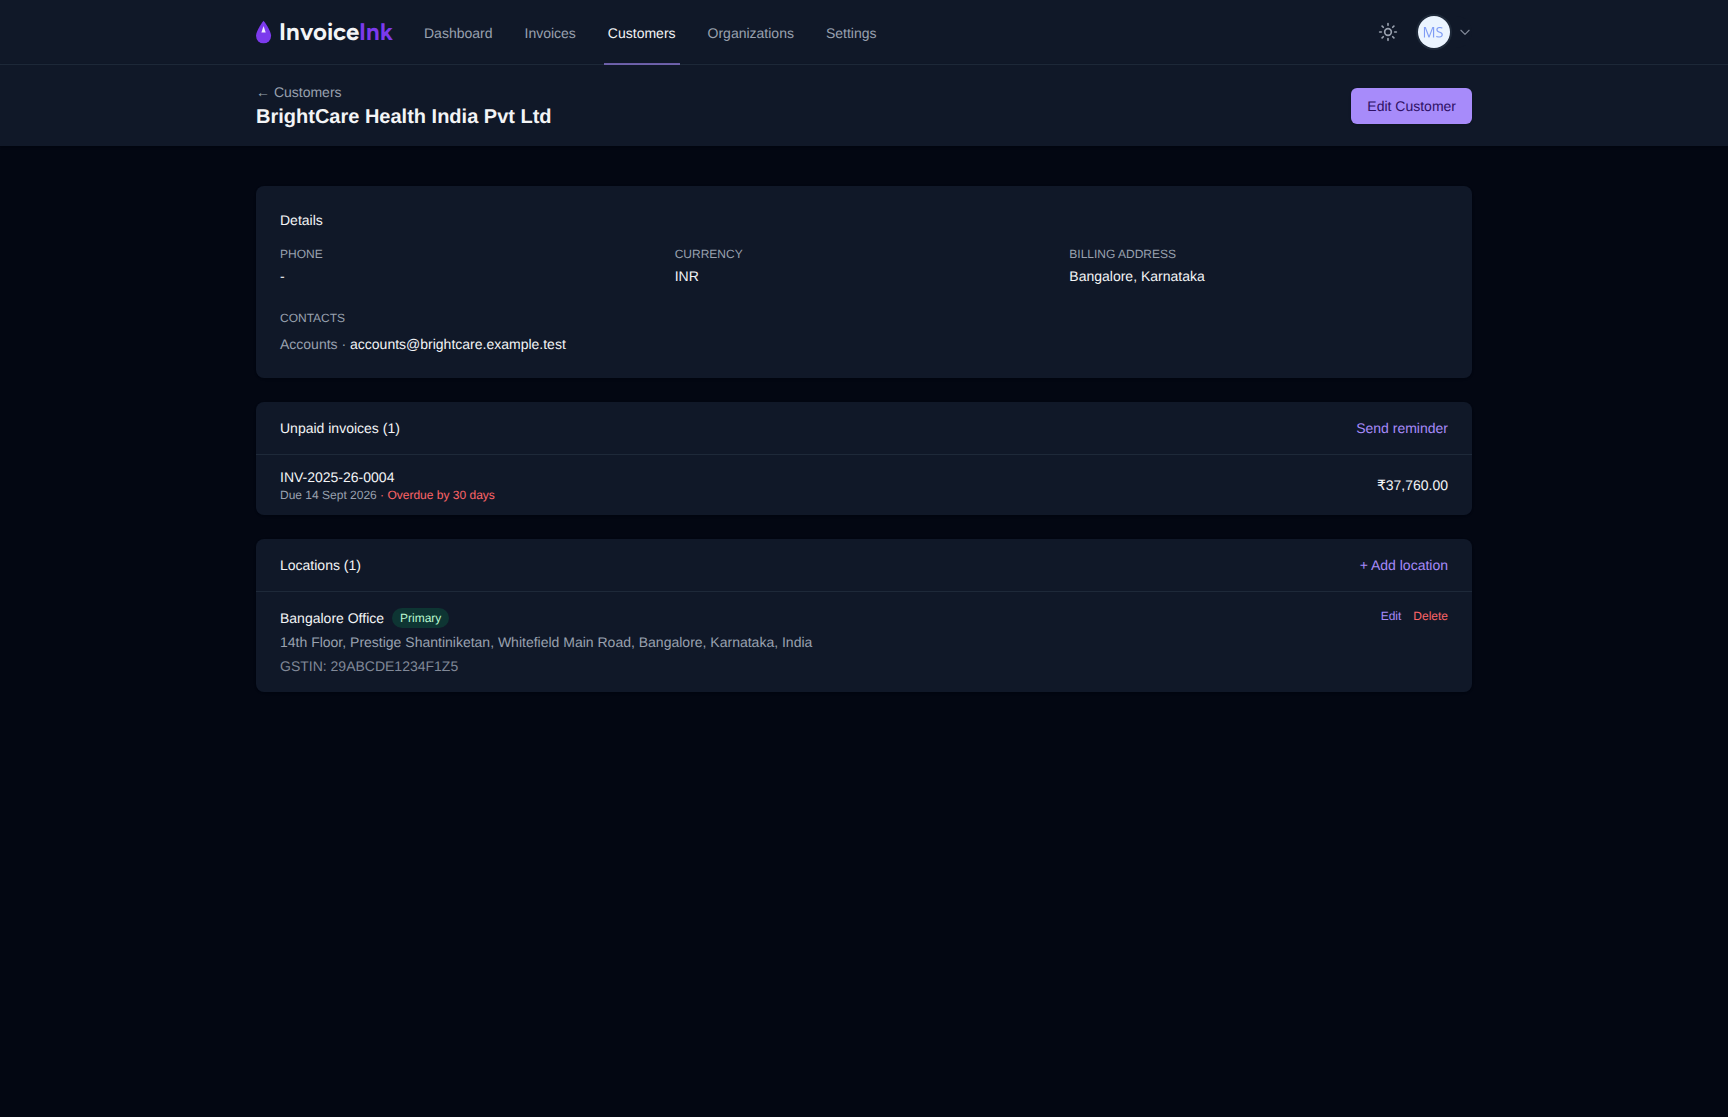 InvoiceInk
Dashboard
Invoices
Customers
Organizations
Settings
MS
← Customers
BrightCare Health India Pvt Ltd
Edit Customer
Details
PHONE
-
CURRENCY
INR
BILLING ADDRESS
Bangalore, Karnataka
CONTACTS
Accounts · accounts@brightcare.example.test
Unpaid invoices (1)
Send reminder
INV-2025-26-0004
Due 14 Sept 2026 · Overdue by 30 days
₹37,760.00
Locations (1)
+ Add location
Bangalore Office Primary
Edit Delete
14th Floor, Prestige Shantiniketan, Whitefield Main Road, Bangalore, Karnataka, India
GSTIN: 29ABCDE1234F1Z5